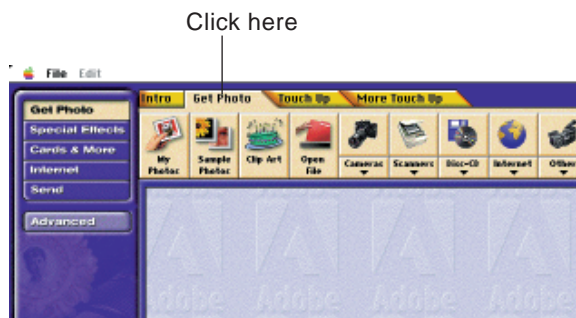 Click here
File Edit
Intro Get Photo Touch Up More Touch Up
Get Photo
Special Effects
Cards & More
Internet
Send
Advanced
My Photos Sample Photos Clip Art Open File Cameras Scanners Disc-CD Internet Other
Adobe Adobe Adobe Adobe